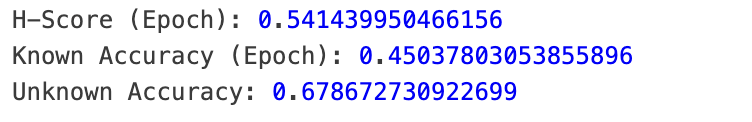 H-Score (Epoch): 0.541439950466156
Known Accuracy (Epoch): 0.45037803053855896
Unknown Accuracy: 0.678672730922699